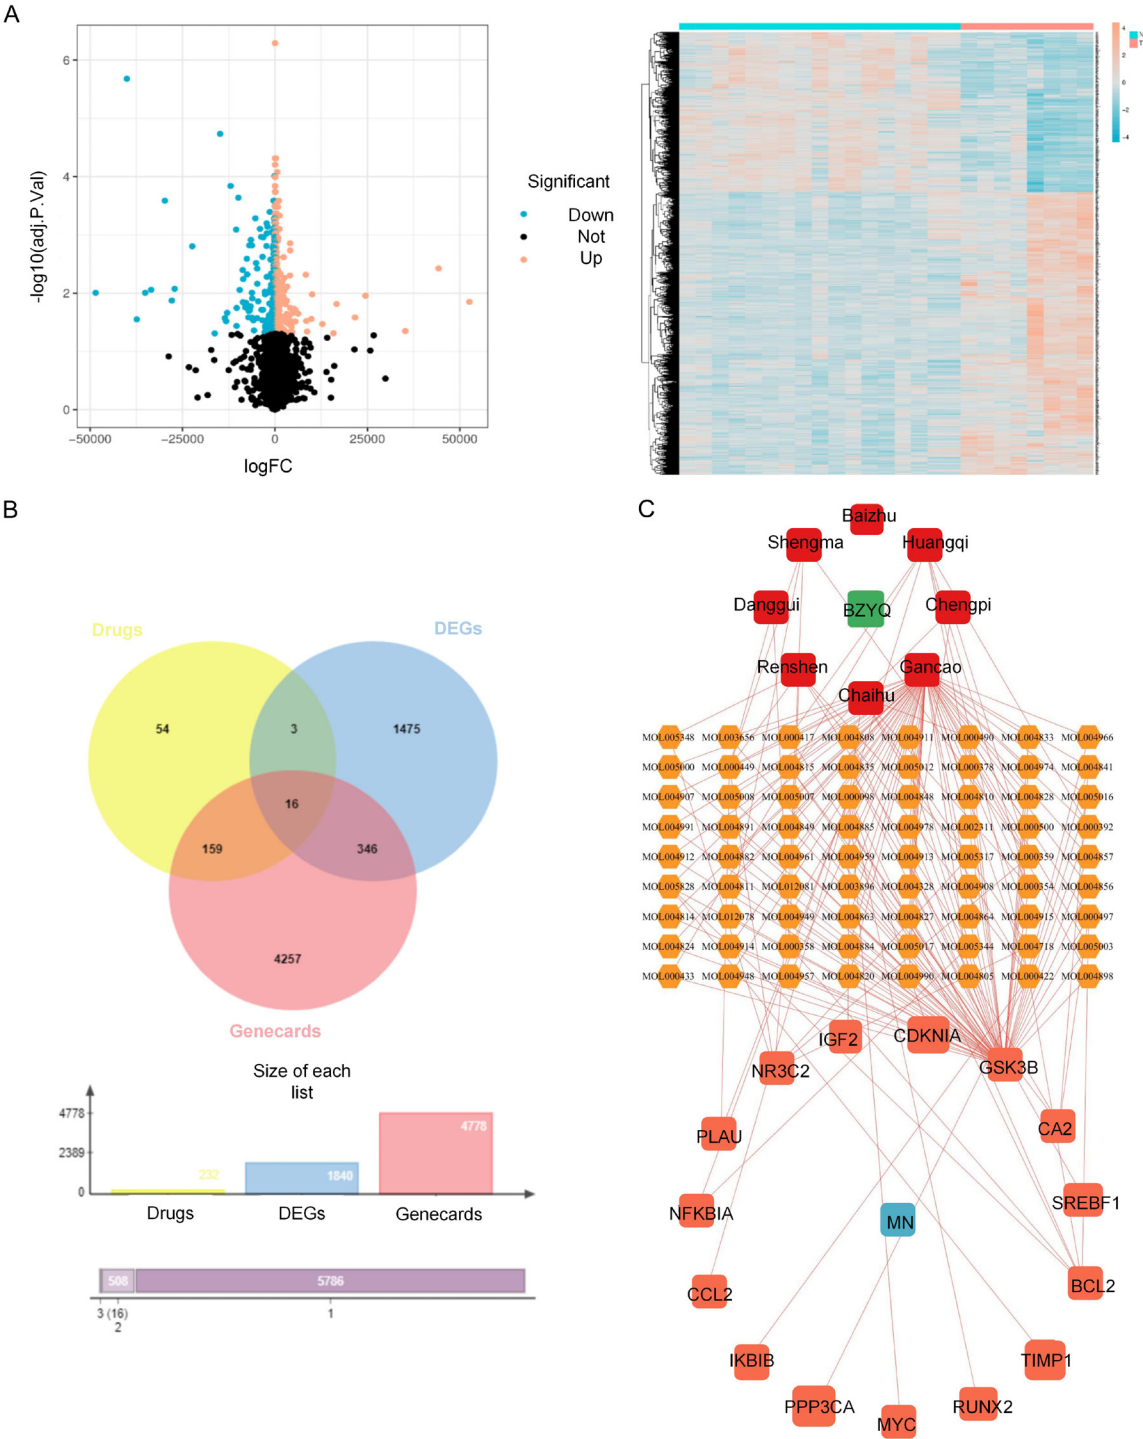 A
6
4
2
0
-log10(adj.P.Val)
−50000 −25000 0 25000 50000
logFC
Significant
Down
Not
Up
4
2
0
−2
−4
T
B
Drugs
DEGs
54
3
1475
16
159
346
4257
Genecards
Size of each
list
4778
2389
0
232
1840
4778
Drugs DEGs Genecards
508 5786
3 (16)
2
1
C
Baizhu
Shengma Huangqi
Danggui BZYQ Chengpi
Renshen Gancao
Chaihu
MOL005348 MOL003656 MOL000417 MOL004808 MOL004911 MOL000490 MOL004833 MOL004966
MOL005000 MOL000449 MOL004815 MOL004835 MOL005012 MOL000378 MOL004974 MOL004841
MOL004907 MOL005008 MOL005007 MOL000098 MOL004848 MOL004810 MOL004828 MOL005016
MOL004991 MOL004891 MOL004849 MOL004885 MOL004978 MOL002311 MOL000500 MOL000392
MOL004912 MOL004882 MOL004961 MOL004959 MOL004913 MOL005317 MOL000359 MOL004857
MOL005828 MOL004811 MOL012081 MOL003896 MOL004328 MOL004908 MOL000354 MOL004856
MOL004814 MOL012078 MOL004949 MOL004863 MOL004827 MOL004864 MOL004915 MOL000497
MOL004824 MOL004914 MOL000358 MOL004884 MOL005017 MOL005344 MOL004718 MOL005003
MOL000433 MOL004948 MOL004957 MOL004820 MOL004990 MOL004805 MOL000422 MOL004898
IGF2 CDKNIA
NR3C2 GSK3B
PLAU CA2
NFKBIA MN SREBF1
CCL2 BCL2
IKBIB TIMP1
PPP3CA MYC RUNX2